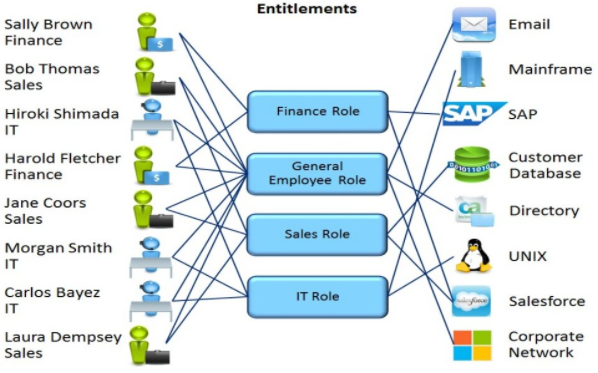 Entitlements
Sally Brown
Finance
Bob Thomas
Sales
Hiroki Shimada
IT
Harold Fletcher
Finance
Jane Coors
Sales
Morgan Smith
IT
Carlos Bayez
IT
Laura Dempsey
Sales
$
$
Finance Role
General
Employee Role
Sales Role
IT Role
Email
Mainframe
SAP
SAP
Customer
Database
Directory
ca
UNIX
salesforce
Salesforce
Corporate
Network